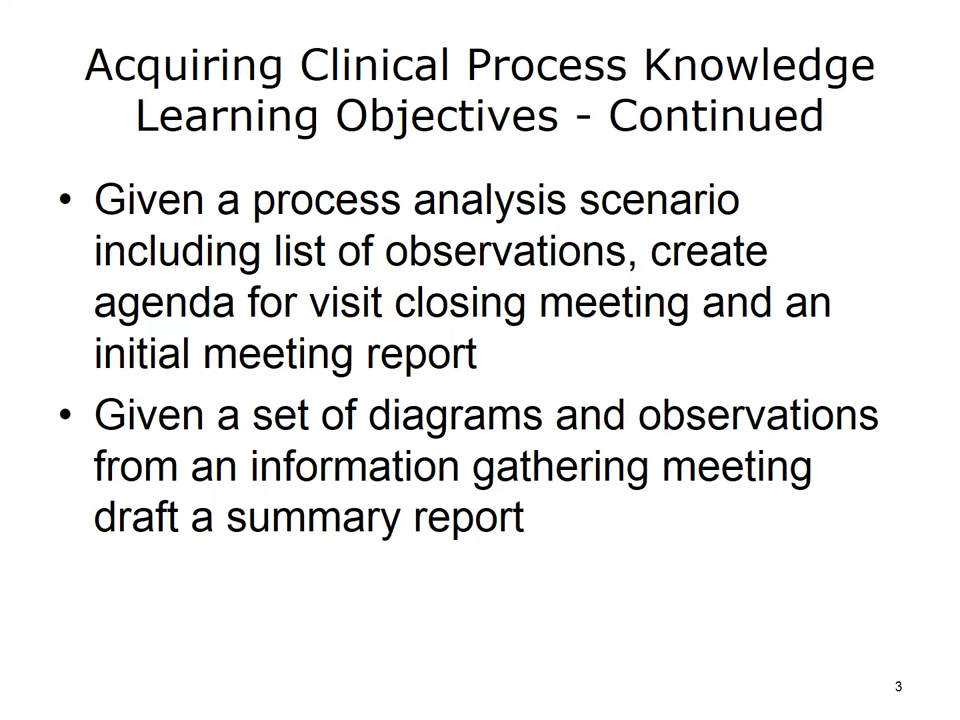 Acquiring Clinical Process Knowledge
Learning Objectives - Continued
• Given a process analysis scenario
including list of observations, create
agenda for visit closing meeting and an
initial meeting report
• Given a set of diagrams and observations
from an information gathering meeting
draft a summary report
3